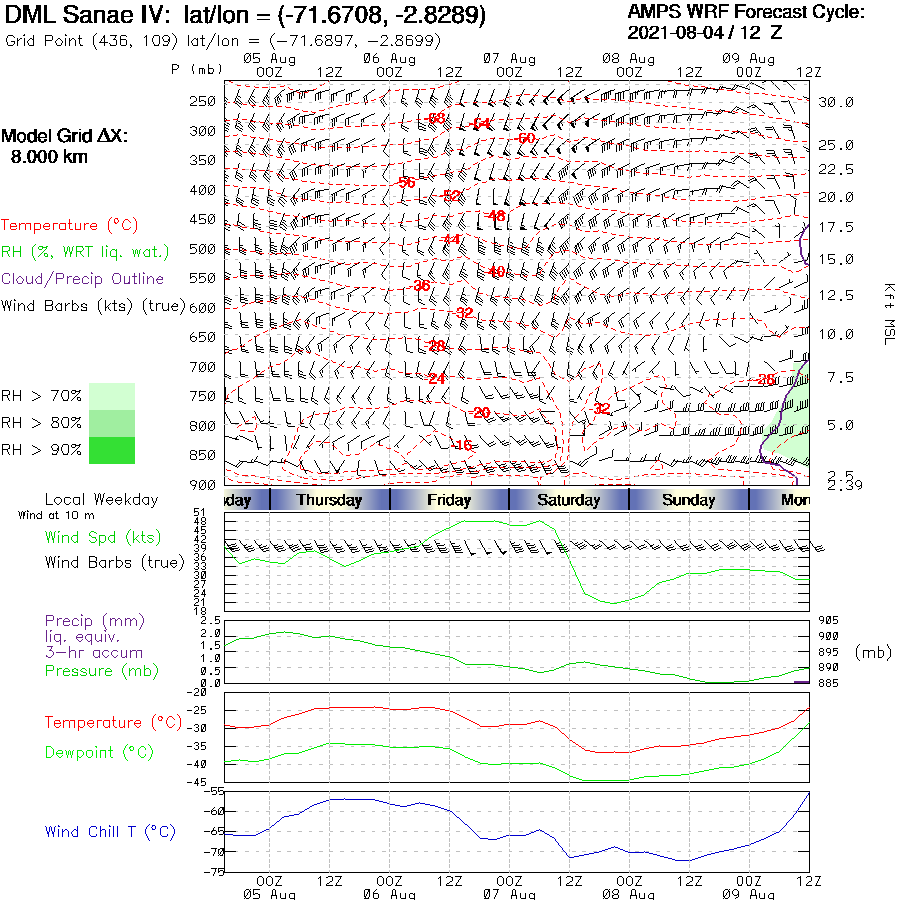 DML Sanae IV: lat/lon = (-71.6708, -2.8289)
AMPS WRF Forecast Cycle:
Grid Point (436, 109) lat/lon = (-71.6897, -2.8699)
2021-08-04 / 12 Z
05 Aug 06 Aug 07 Aug 08 Aug 09 Aug
P (mb) 00Z 12Z 00Z 12Z 00Z 12Z 00Z 12Z 00Z 12Z
250 30.0
-68 -64
300
Model Grid ΔX:
-60
25.0
8.000 km
350 22.5
-56
400 20.0
-52
450 -48 17.5
Temperature (°C)
-44
500
RH (%, WRT liq. wat.)
15.0
-40
Cloud/Precip Outline 550
-36 12.5
Wind Barbs (kts) (true) 600
-32
Kft MSL
650 10.0
-28
700
-24 -28 7.5
RH > 70% 750
-20 -32
RH > 80% 800 5.0
-16
RH > 90% 850
2.5
900 2.39
Local Weekday day Thursday Friday Saturday Sunday Mon
Wind at 10 m 51
48
Wind Spd (kts) 45
42
39
Wind Barbs (true) 36
33
30
27
24
21
18
Precip (mm) 2.5 905
liq. equiv. 2.0 900
3-hr accum 1.5 895 (mb)
1.0 890
Pressure (mb) 0.5
0.0 885
-20
-25
Temperature (°C) -30
-35
Dewpoint (°C) -40
-45
-55
-60
Wind Chill T (°C) -65
-70
-75
00Z 12Z 00Z 12Z 00Z 12Z 00Z 12Z 00Z 12Z
05 Aug 06 Aug 07 Aug 08 Aug 09 Aug